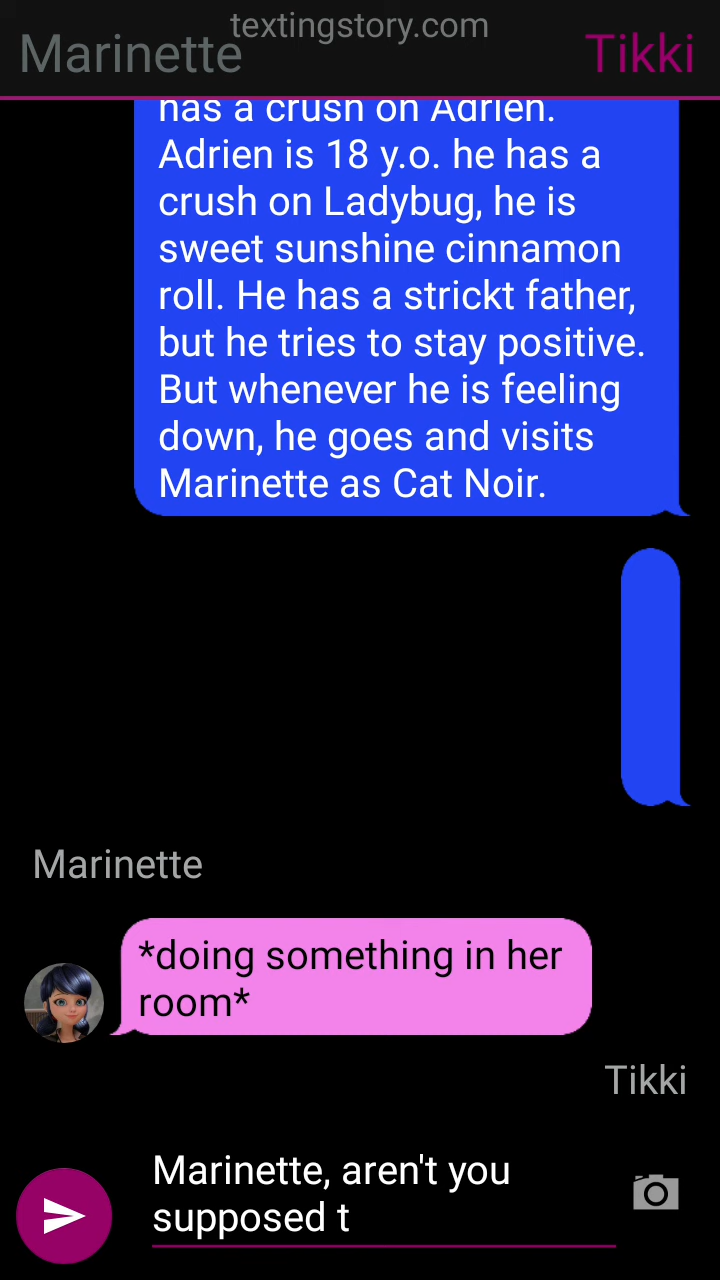 textingstory.com
Marinette
Tikki
has a crush on Adrien.
Adrien is 18 y.o. he has a
crush on Ladybug, he is
sweet sunshine cinnamon
roll. He has a strickt father,
but he tries to stay positive.
But whenever he is feeling
down, he goes and visits
Marinette as Cat Noir.
Marinette
*doing something in her
room*
Tikki
Marinette, aren't you
supposed t